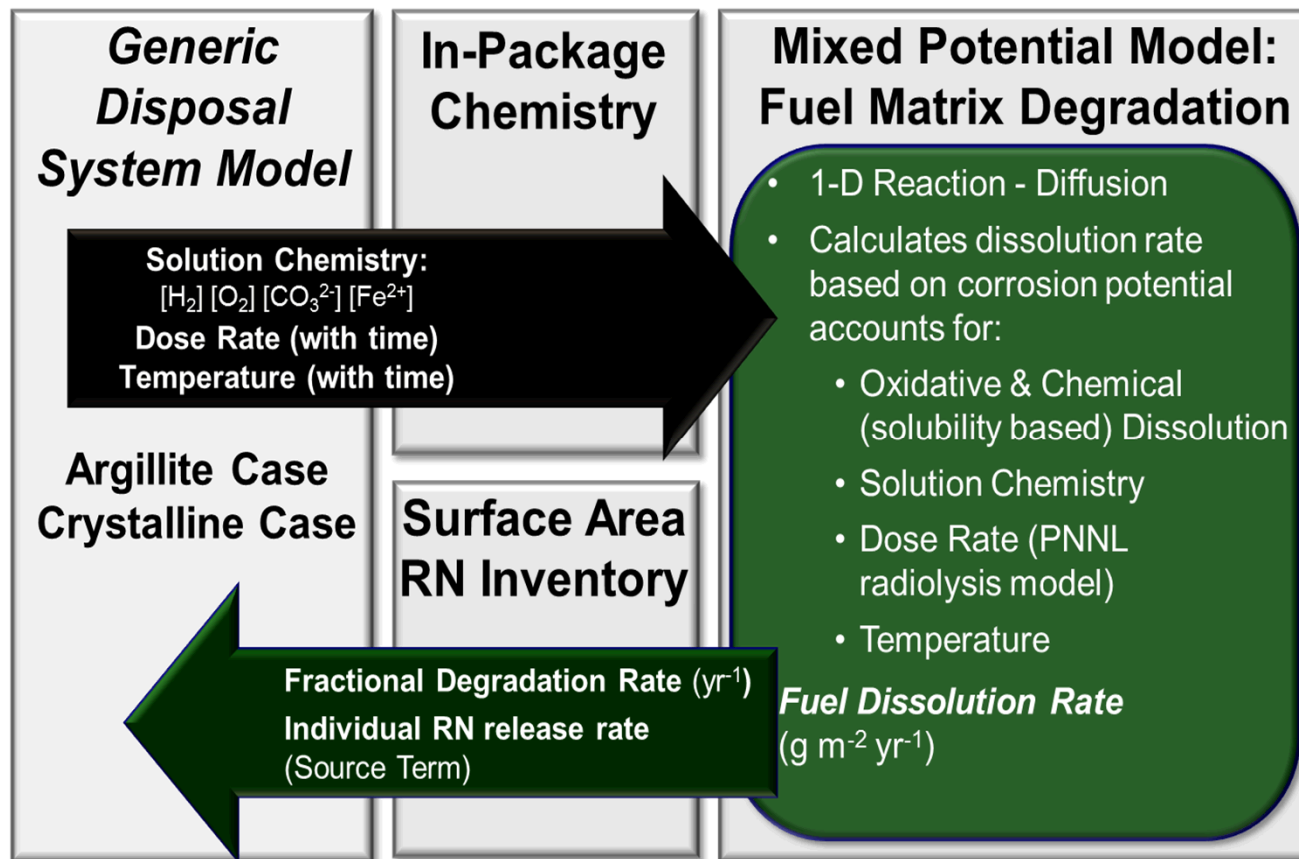 Generic
Disposal
System Model
In-Package
Chemistry
Mixed Potential Model:
Fuel Matrix Degradation
Solution Chemistry:
[H₂] [O₂] [CO₃²⁻] [Fe²⁺]
Dose Rate (with time)
Temperature (with time)
Argillite Case
Crystalline Case
Surface Area
RN Inventory
• 1-D Reaction - Diffusion
• Calculates dissolution rate
based on corrosion potential
accounts for:
• Oxidative & Chemical
(solubility based) Dissolution
• Solution Chemistry
• Dose Rate (PNNL
radiolysis model)
• Temperature
Fuel Dissolution Rate
(g m⁻² yr⁻¹)
Fractional Degradation Rate (yr⁻¹)
Individual RN release rate
(Source Term)